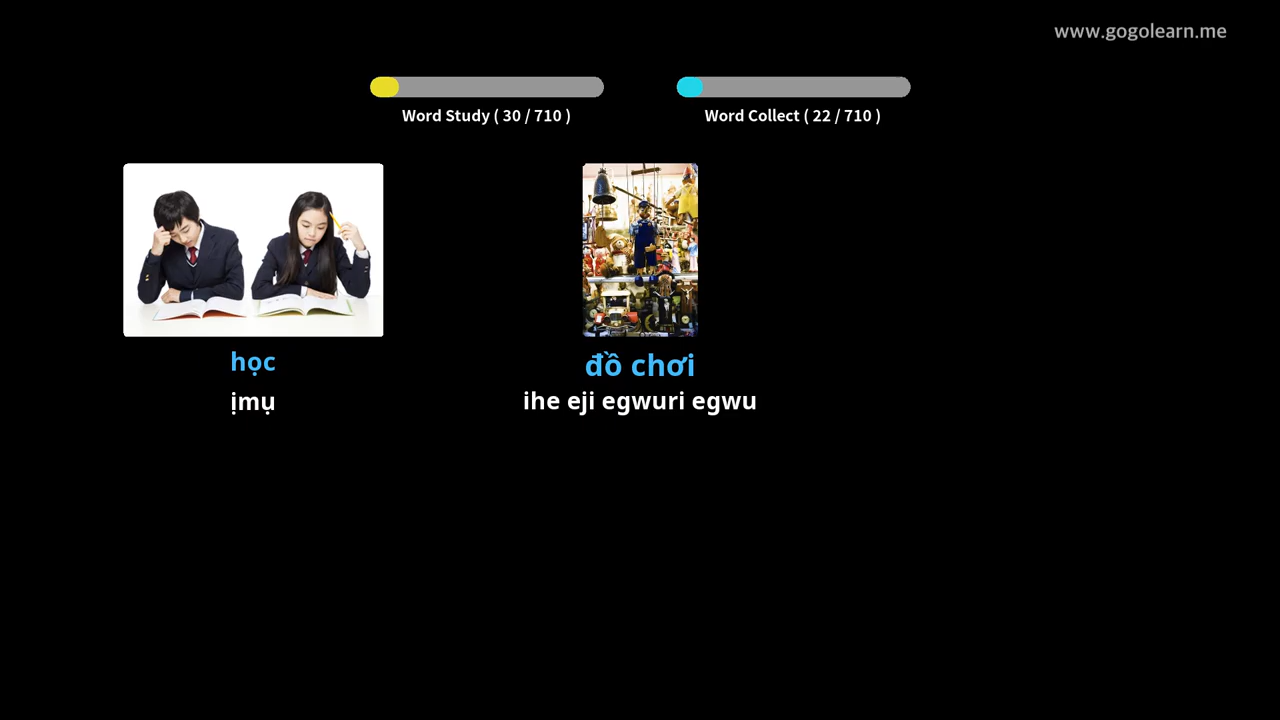 www.gogolearn.me
Word Study ( 30 / 710 )
Word Collect ( 22 / 710 )
học
ịmụ
đồ chơi
ihe eji egwuri egwu